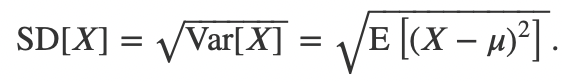 SD[X] = √Var[X] = √E [(X − μ)²] .